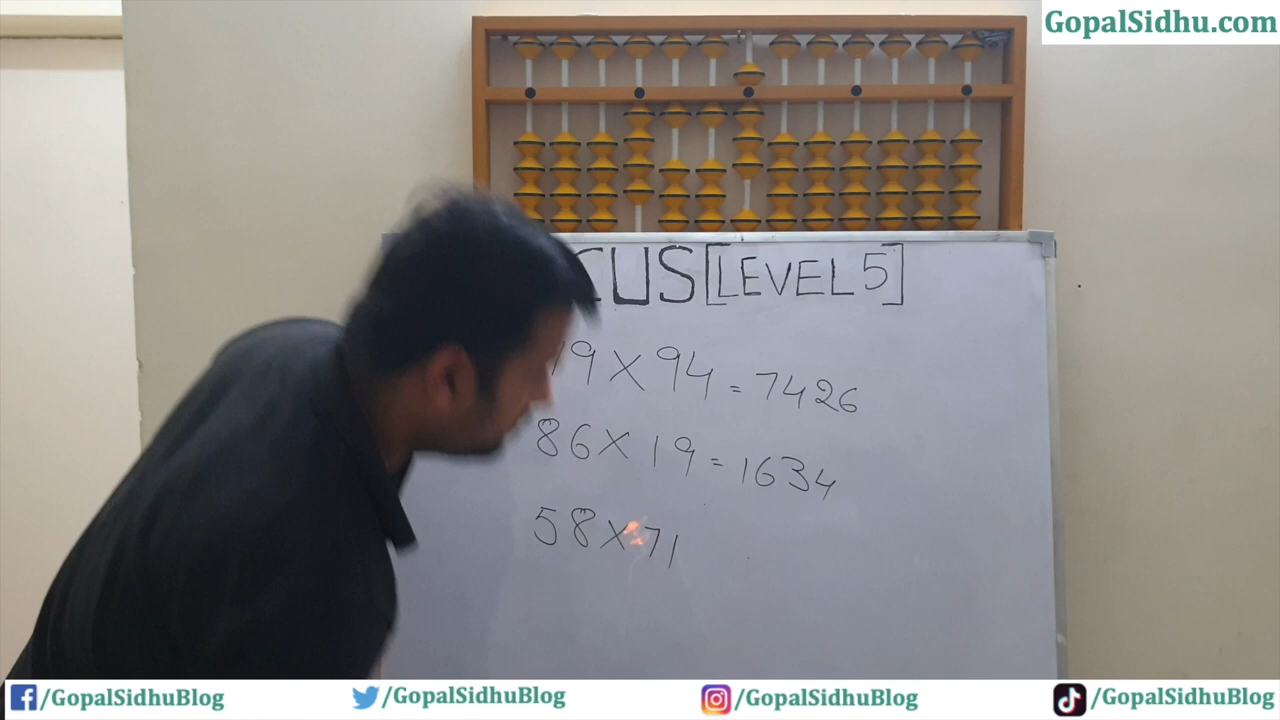 GopalSidhu.com
CUS [LEVEL 5]
9 × 94 = 7426
86 × 19 = 1634
58 × 71
/GopalSidhuBlog /GopalSidhuBlog /GopalSidhuBlog /GopalSidhuBlog